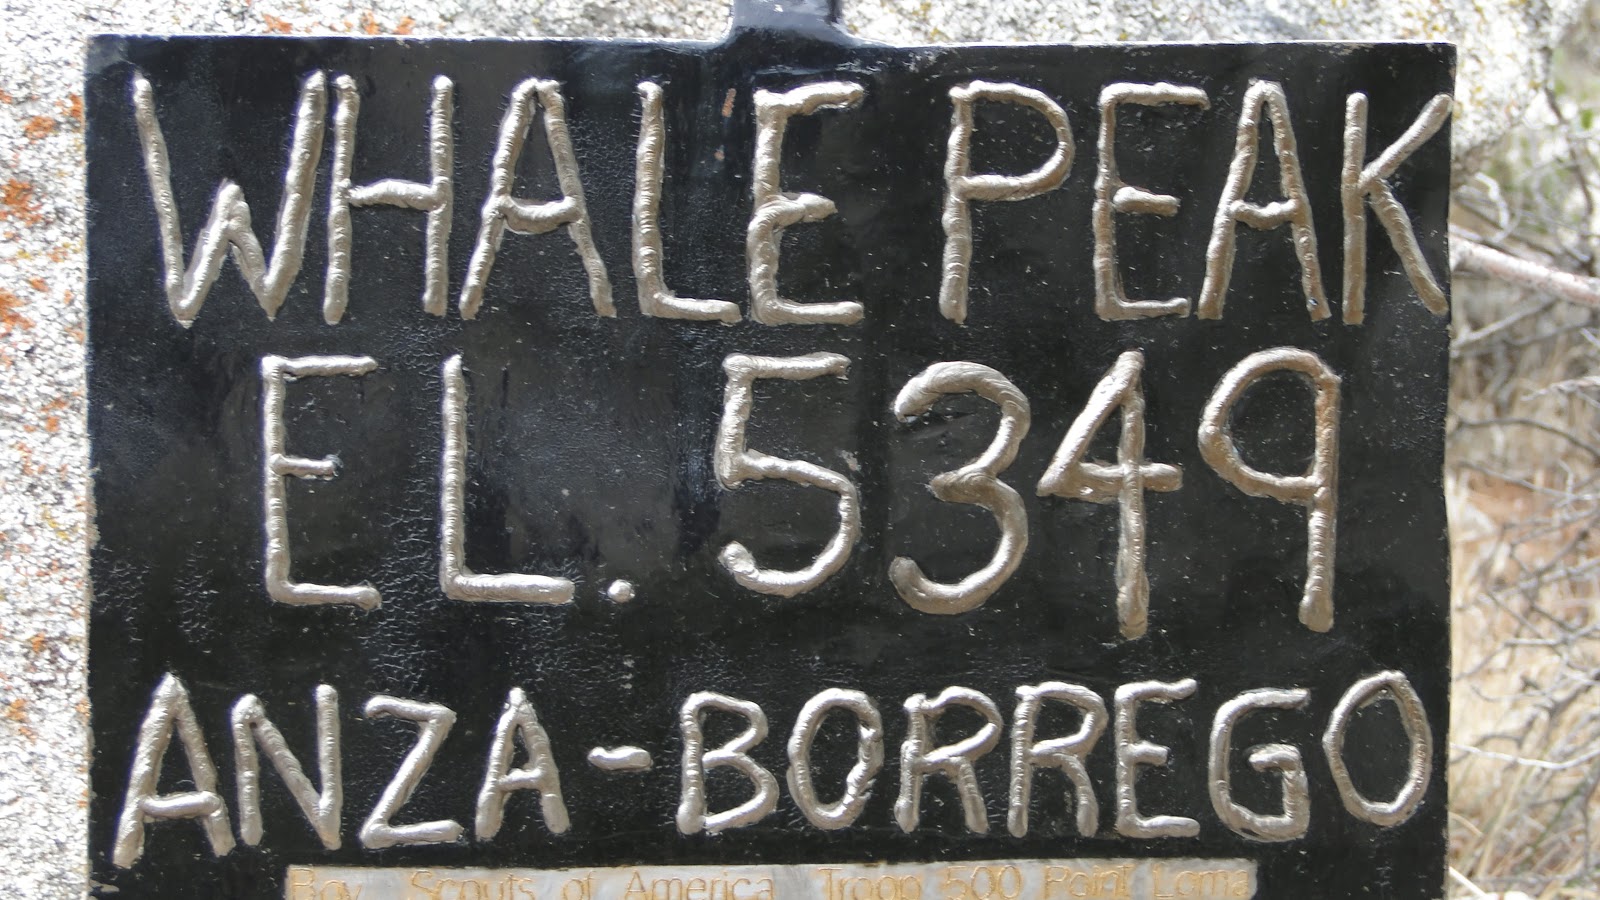 WHALE PEAK
EL. 5349
ANZA-BORREGO
Boy Scouts of America Troop 500 Point Loma